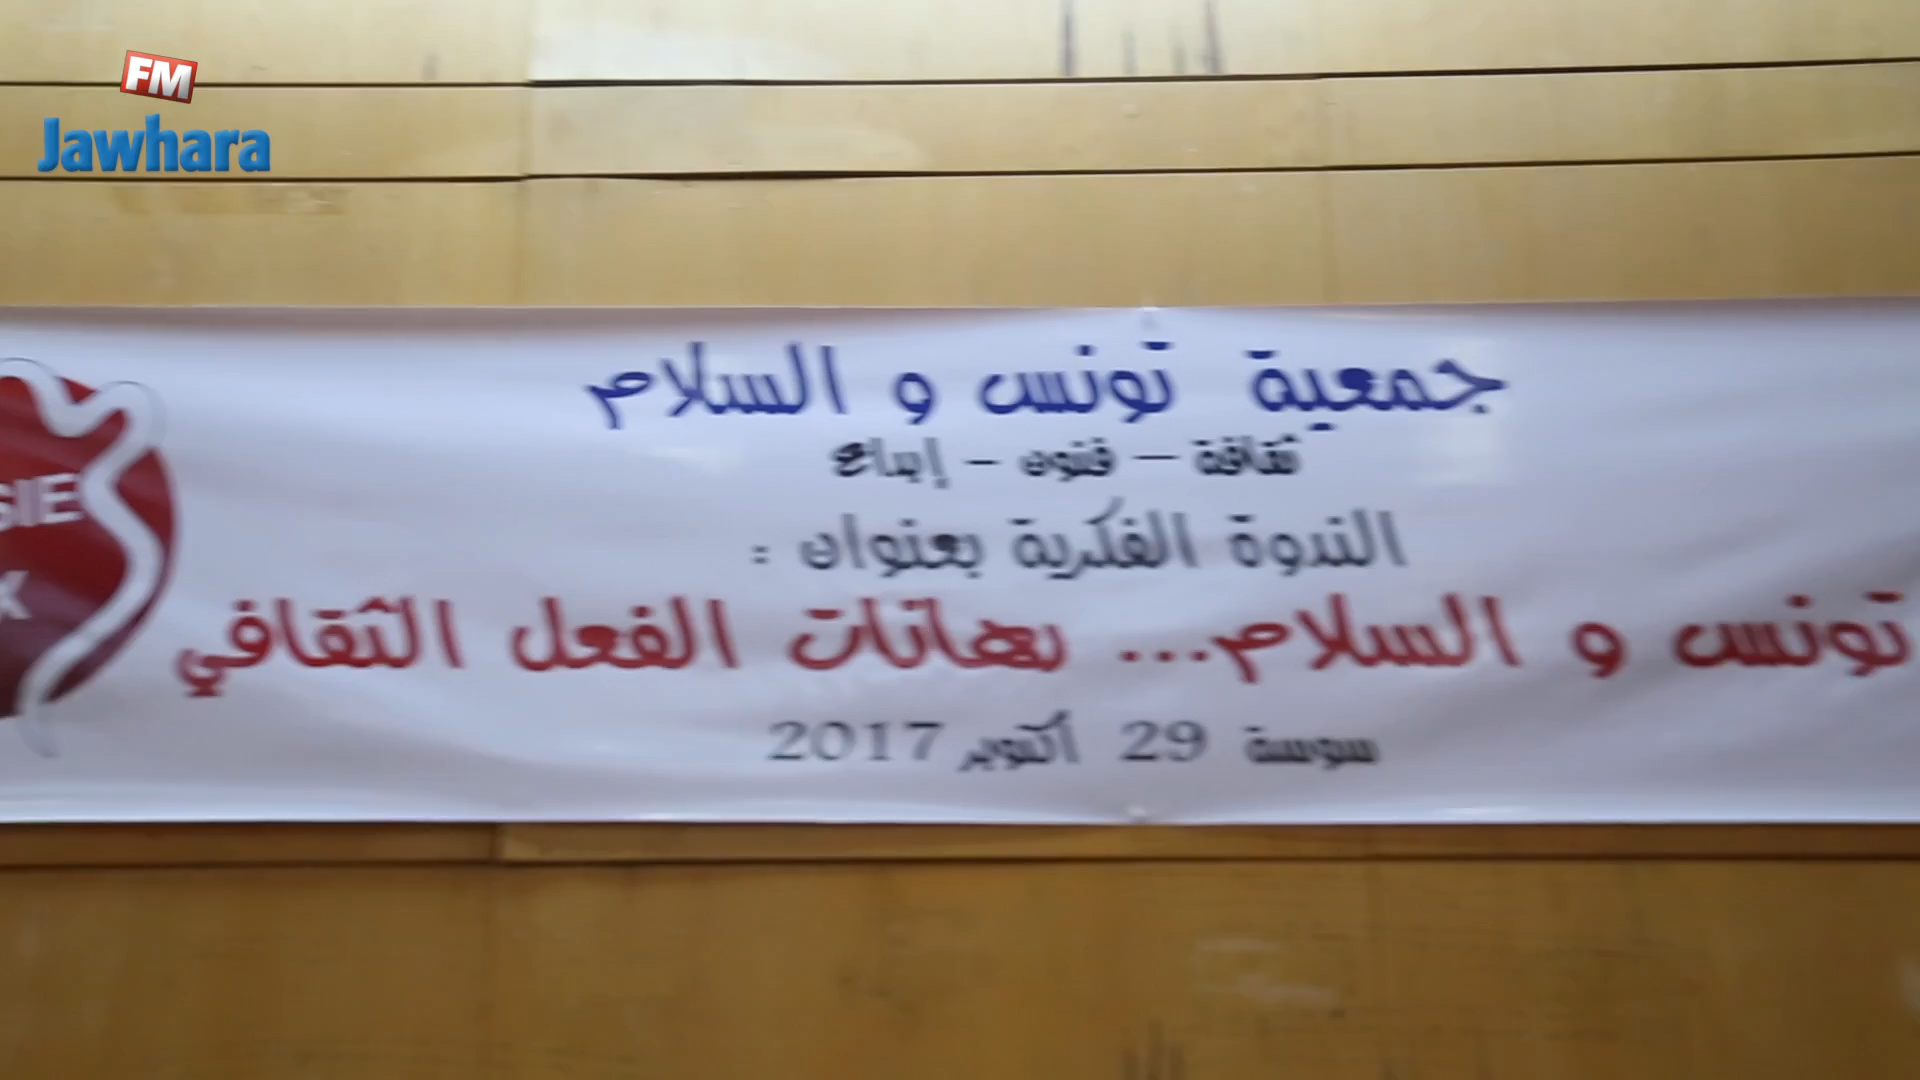 FM
Jawhara
جمعية تونس و السلام
ثقافة - فنون - إبداع
الندوة الفكرية بعنوان :
تونس و السلام... رهانات الفعل الثقافي
سوسة 29 أكتوبر 2017